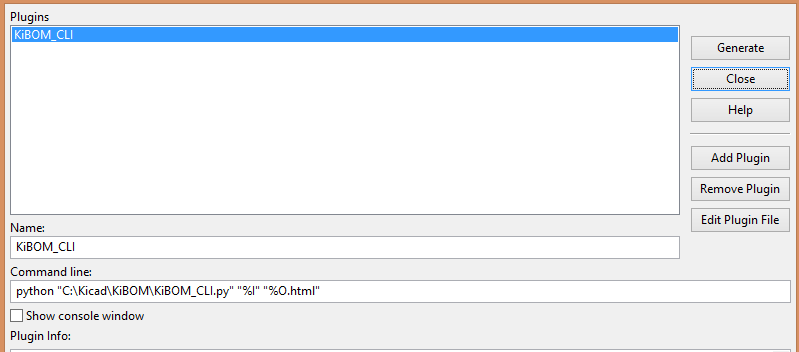 Plugins
KiBOM_CLI
Generate
Close
Help
Add Plugin
Remove Plugin
Edit Plugin File
Name:
KiBOM_CLI
Command line:
python "C:\Kicad\KiBOM\KiBOM_CLI.py" "%I" "%O.html"
Show console window
Plugin Info: